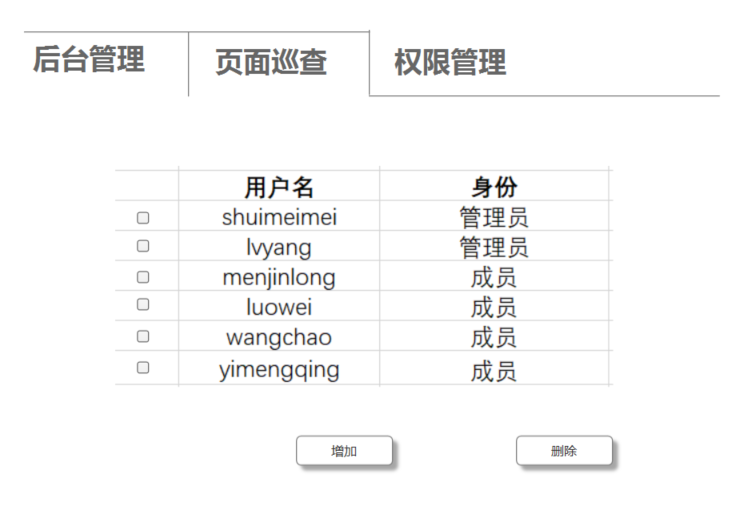 后台管理 页面巡查 权限管理
用户名 身份
shuimeimei 管理员
lvyang 管理员
menjinlong 成员
luowei 成员
wangchao 成员
yimengqing 成员
增加 删除